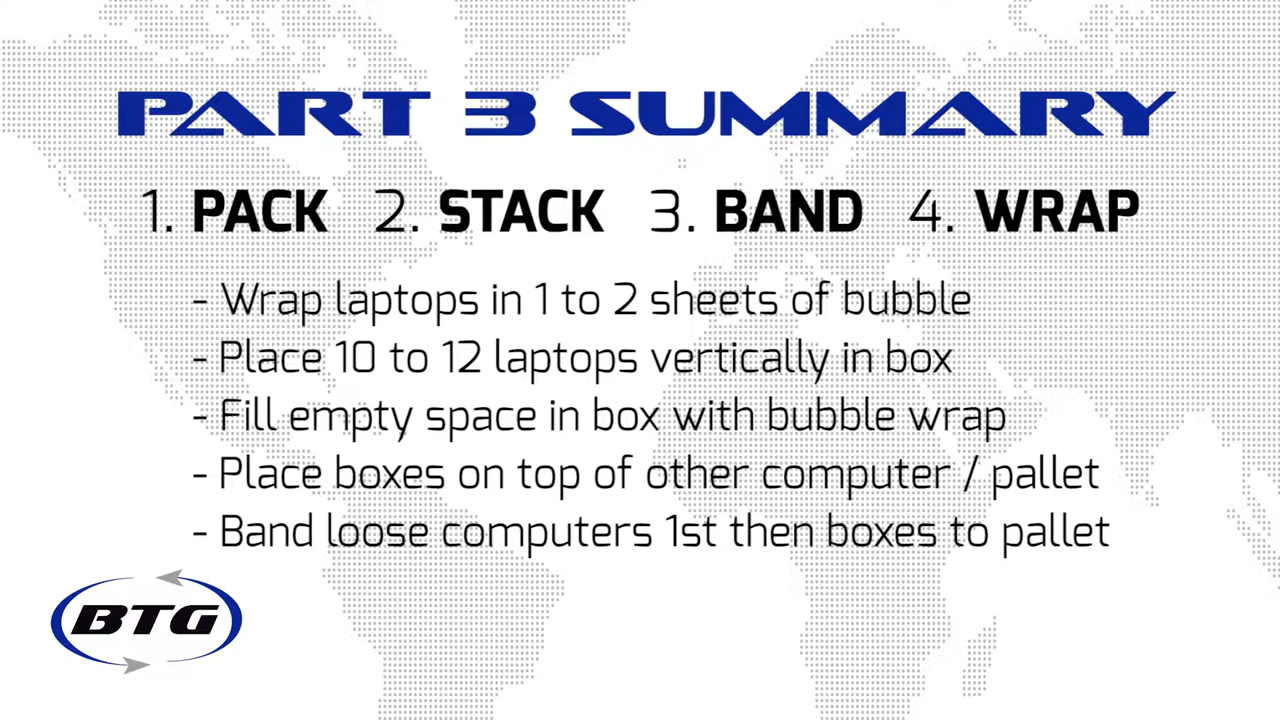 PART 3 SUMMARY
1. PACK 2. STACK 3. BAND 4. WRAP
- Wrap laptops in 1 to 2 sheets of bubble
- Place 10 to 12 laptops vertically in box
- Fill empty space in box with bubble wrap
- Place boxes on top of other computer / pallet
- Band loose computers 1st then boxes to pallet
BTG